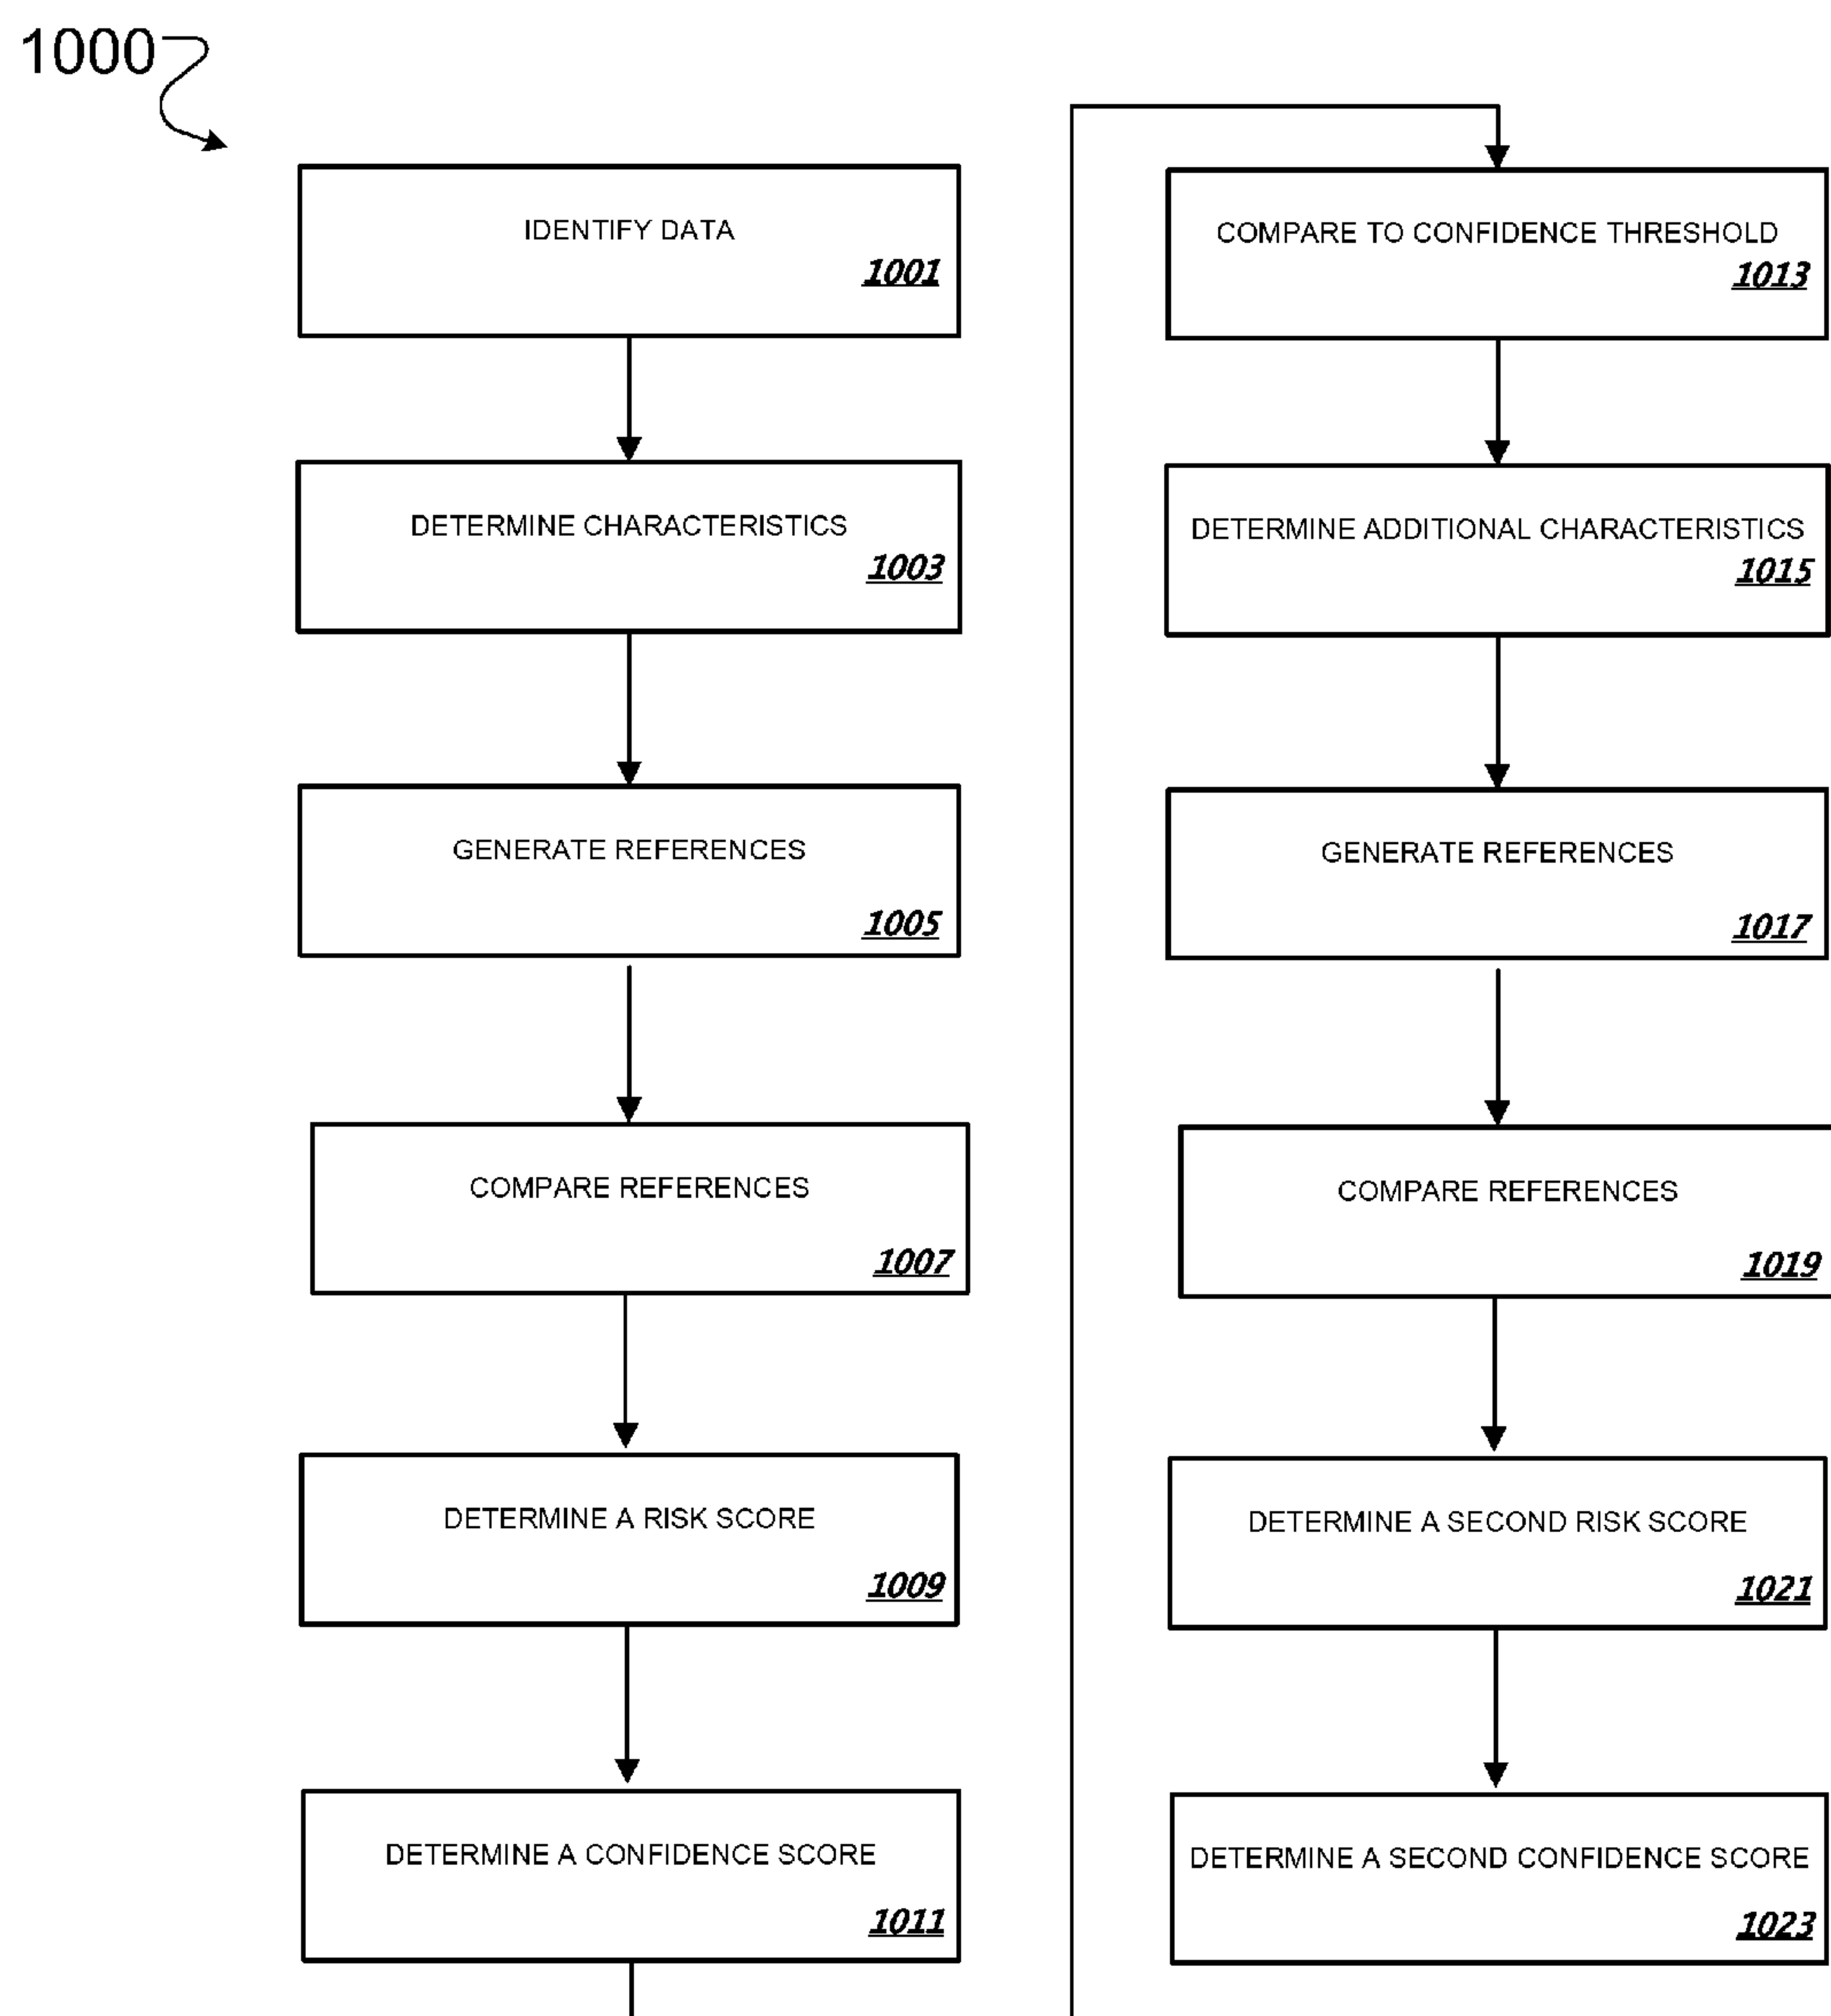 1000
IDENTIFY DATA
1001
DETERMINE CHARACTERISTICS
1003
GENERATE REFERENCES
1005
COMPARE REFERENCES
1007
DETERMINE A RISK SCORE
1009
DETERMINE A CONFIDENCE SCORE
1011
COMPARE TO CONFIDENCE THRESHOLD
1013
DETERMINE ADDITIONAL CHARACTERISTICS
1015
GENERATE REFERENCES
1017
COMPARE REFERENCES
1019
DETERMINE A SECOND RISK SCORE
1021
DETERMINE A SECOND CONFIDENCE SCORE
1023